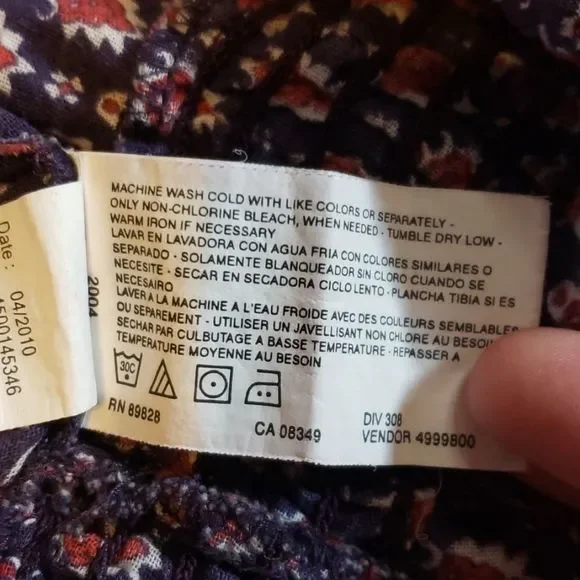 MACHINE WASH COLD WITH LIKE COLORS OR SEPARATELY -
ONLY NON-CHLORINE BLEACH, WHEN NEEDED - TUMBLE DRY LOW -
WARM IRON IF NECESSARY
LAVAR EN LAVADORA CON AGUA FRIA CON COLORES SIMILARES O
SEPARADO - SOLAMENTE BLANQUEADOR SIN CLORO CUANDO SE
NECESITE - SECAR EN SECADORA CICLO LENTO - PLANCHA TIBIA SI ES
NECESAIRO
LAVER A LA MACHINE A L'EAU FROIDE AVEC DES COULEURS SEMBLABLES
OU SEPAREMENT - UTILISER UN JAVELLISANT NON CHLORE AU BESOIN
SÉCHAR PAR CULBUTAGE A BASSE TEMPERATURE - REPASSER A
TEMPERATURE MOYENNE AU BESOIN
30C
RN 89828
CA 08349
DIV 308
VENDOR 4999800
2004
Date: 04/2010
4500145346